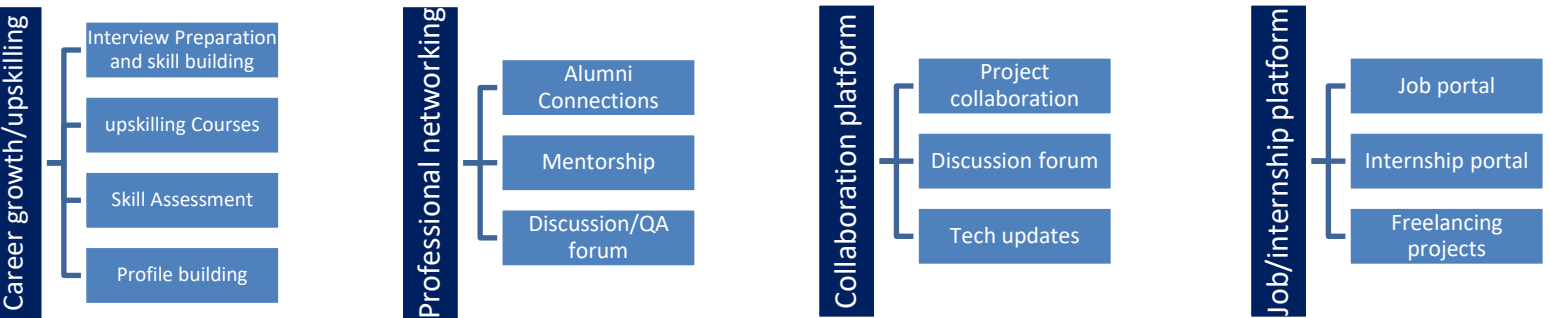 Career growth/upskilling
Interview Preparation
and skill building
upskilling Courses
Skill Assessment
Profile building
Professional networking
Alumni
Connections
Mentorship
Discussion/QA
forum
Collaboration platform
Project
collaboration
Discussion forum
Tech updates
Job/internship platform
Job portal
Internship portal
Freelancing
projects